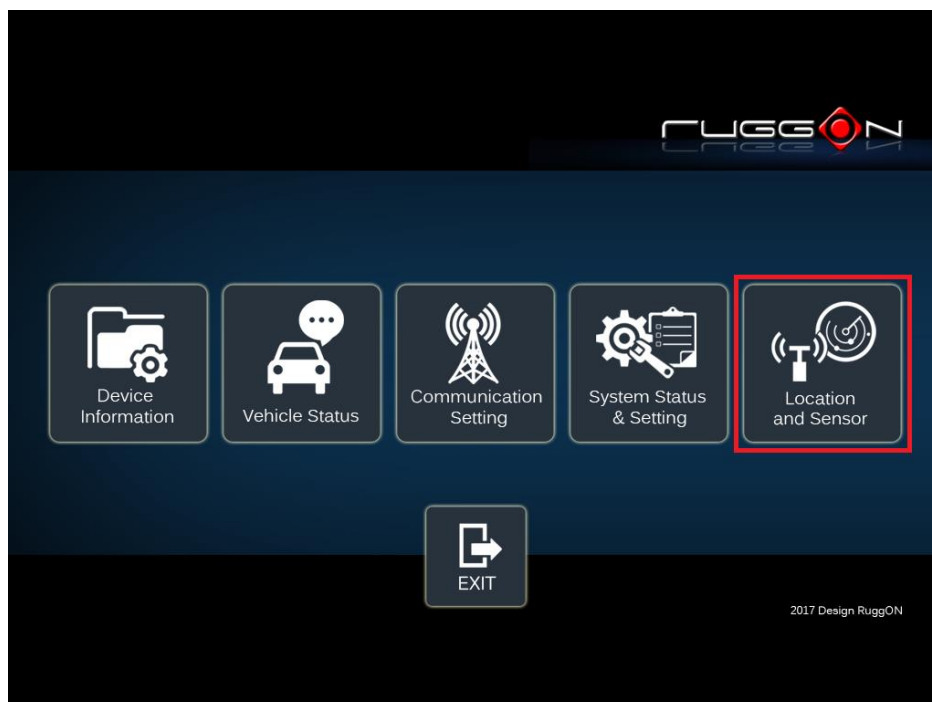 ruggon
Device
Information
Vehicle Status
Communication
Setting
System Status
& Setting
Location
and Sensor
EXIT
2017 Design RuggON